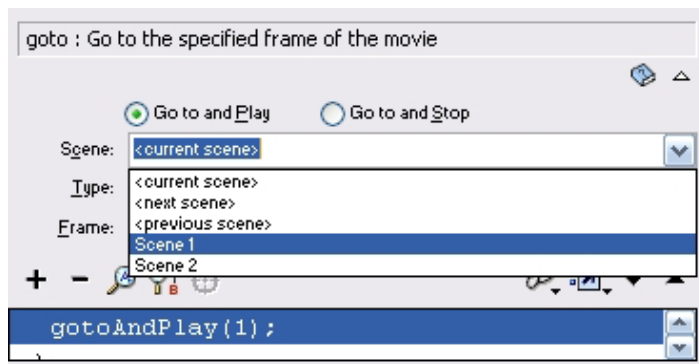 goto : Go to the specified frame of the movie
Go to and Play Go to and Stop
Scene: <current scene>
Type: <current scene>
<next scene>
Frame: <previous scene>
Scene 1
Scene 2
gotoAndPlay(1);